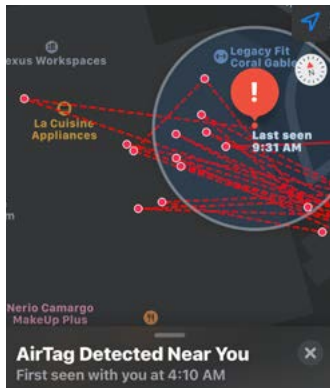 Legacy Fit
Coral Gable
exus Workspaces
!
La Cuisine
Appliances
Last seen
9:31 AM
m
Nerio Camargo
MakeUp Plus
AirTag Detected Near You
First seen with you at 4:10 AM